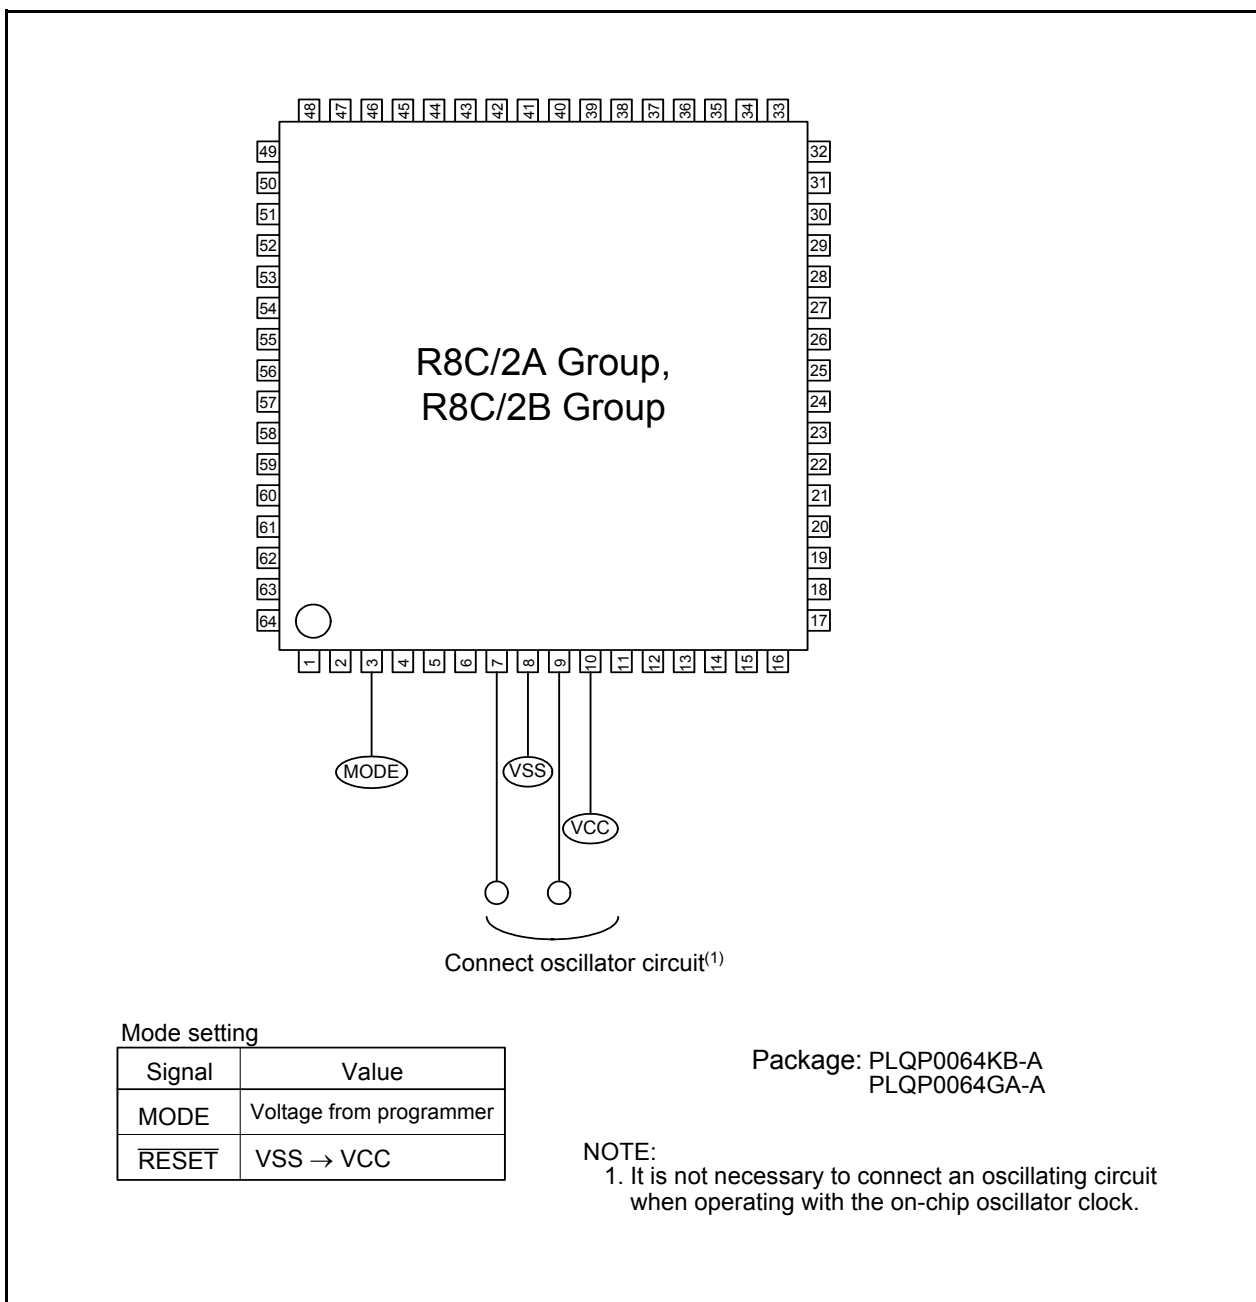 48 47 46 45 44 43 42 41 40 39 38 37 36 35 34 33
49 32
50 31
51 30
52 29
53 28
54 27
55 26
56 25
57 24
58 23
59 22
60 21
61 20
62 19
63 18
64 17
R8C/2A Group,
R8C/2B Group
1 2 3 4 5 6 7 8 9 10 11 12 13 14 15 16
MODE VSS
VCC
Connect oscillator circuit(1)
Mode setting
Signal Value
MODE Voltage from programmer
RESET VSS → VCC
Package: PLQP0064KB-A
PLQP0064GA-A
NOTE:
1. It is not necessary to connect an oscillating circuit
when operating with the on-chip oscillator clock.